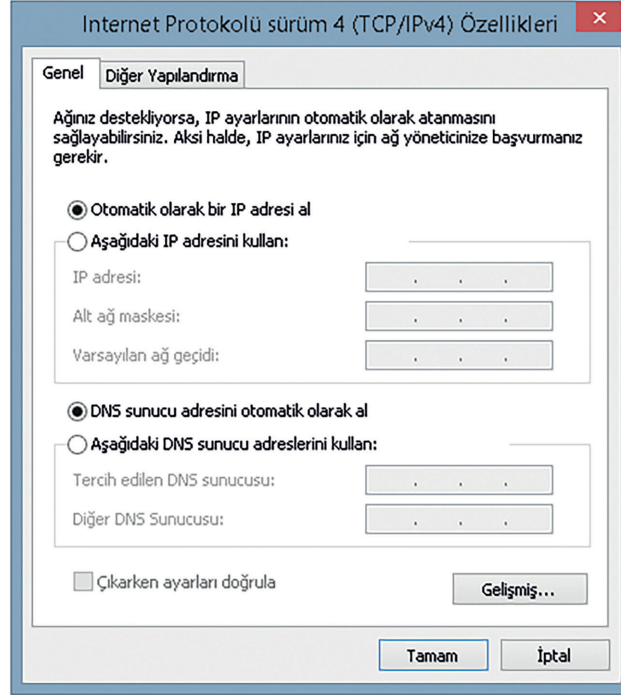 Internet Protokolü sürüm 4 (TCP/IPv4) Özellikleri
Genel
Diğer Yapılandırma
Ağınız destekliyorsa, IP ayarlarının otomatik olarak atanmasını
sağlayabilirsiniz. Aksi halde, IP ayarlarınız için ağ yöneticinize başvurmanız
gerekir.
Otomatik olarak bir IP adresi al
Aşağıdaki IP adresini kullan:
IP adresi:
Alt ağ maskesi:
Varsayılan ağ geçidi:
DNS sunucu adresini otomatik olarak al
Aşağıdaki DNS sunucu adreslerini kullan:
Tercih edilen DNS sunucusu:
Diğer DNS Sunucusu:
Çıkarken ayarları doğrula
Gelişmiş...
Tamam
İptal